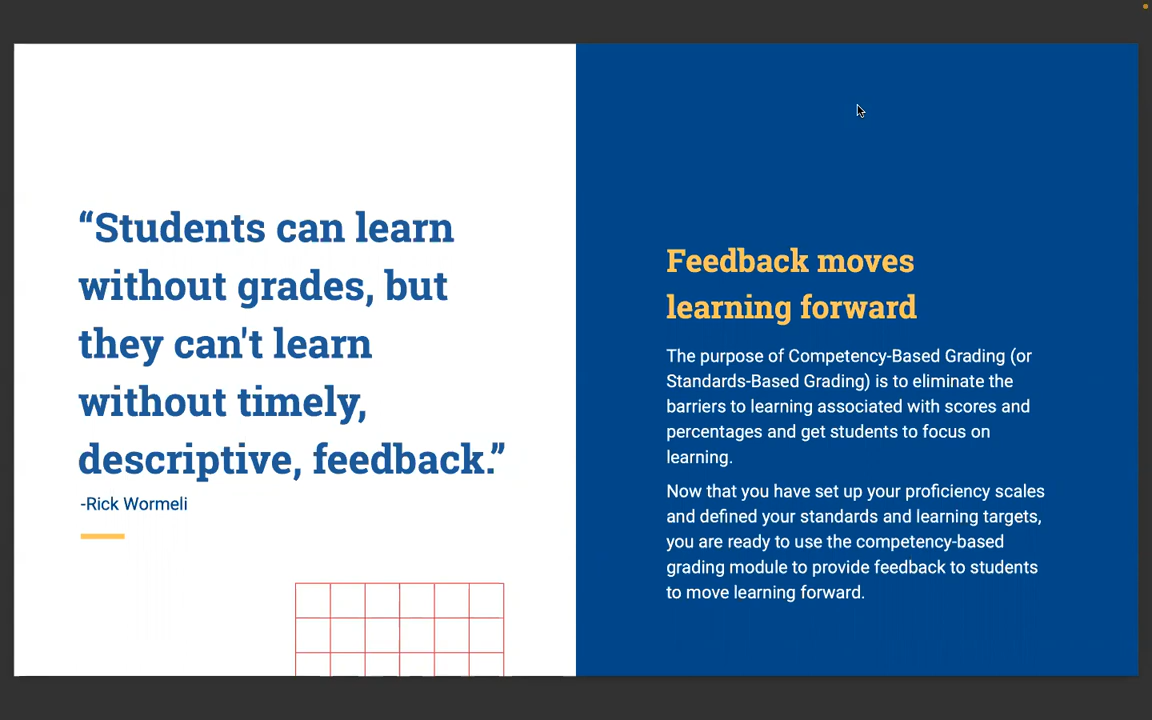 “Students can learn
without grades, but
they can't learn
without timely,
descriptive, feedback.”
-Rick Wormeli
Feedback moves
learning forward
The purpose of Competency-Based Grading (or
Standards-Based Grading) is to eliminate the
barriers to learning associated with scores and
percentages and get students to focus on
learning.
Now that you have set up your proficiency scales
and defined your standards and learning targets,
you are ready to use the competency-based
grading module to provide feedback to students
to move learning forward.